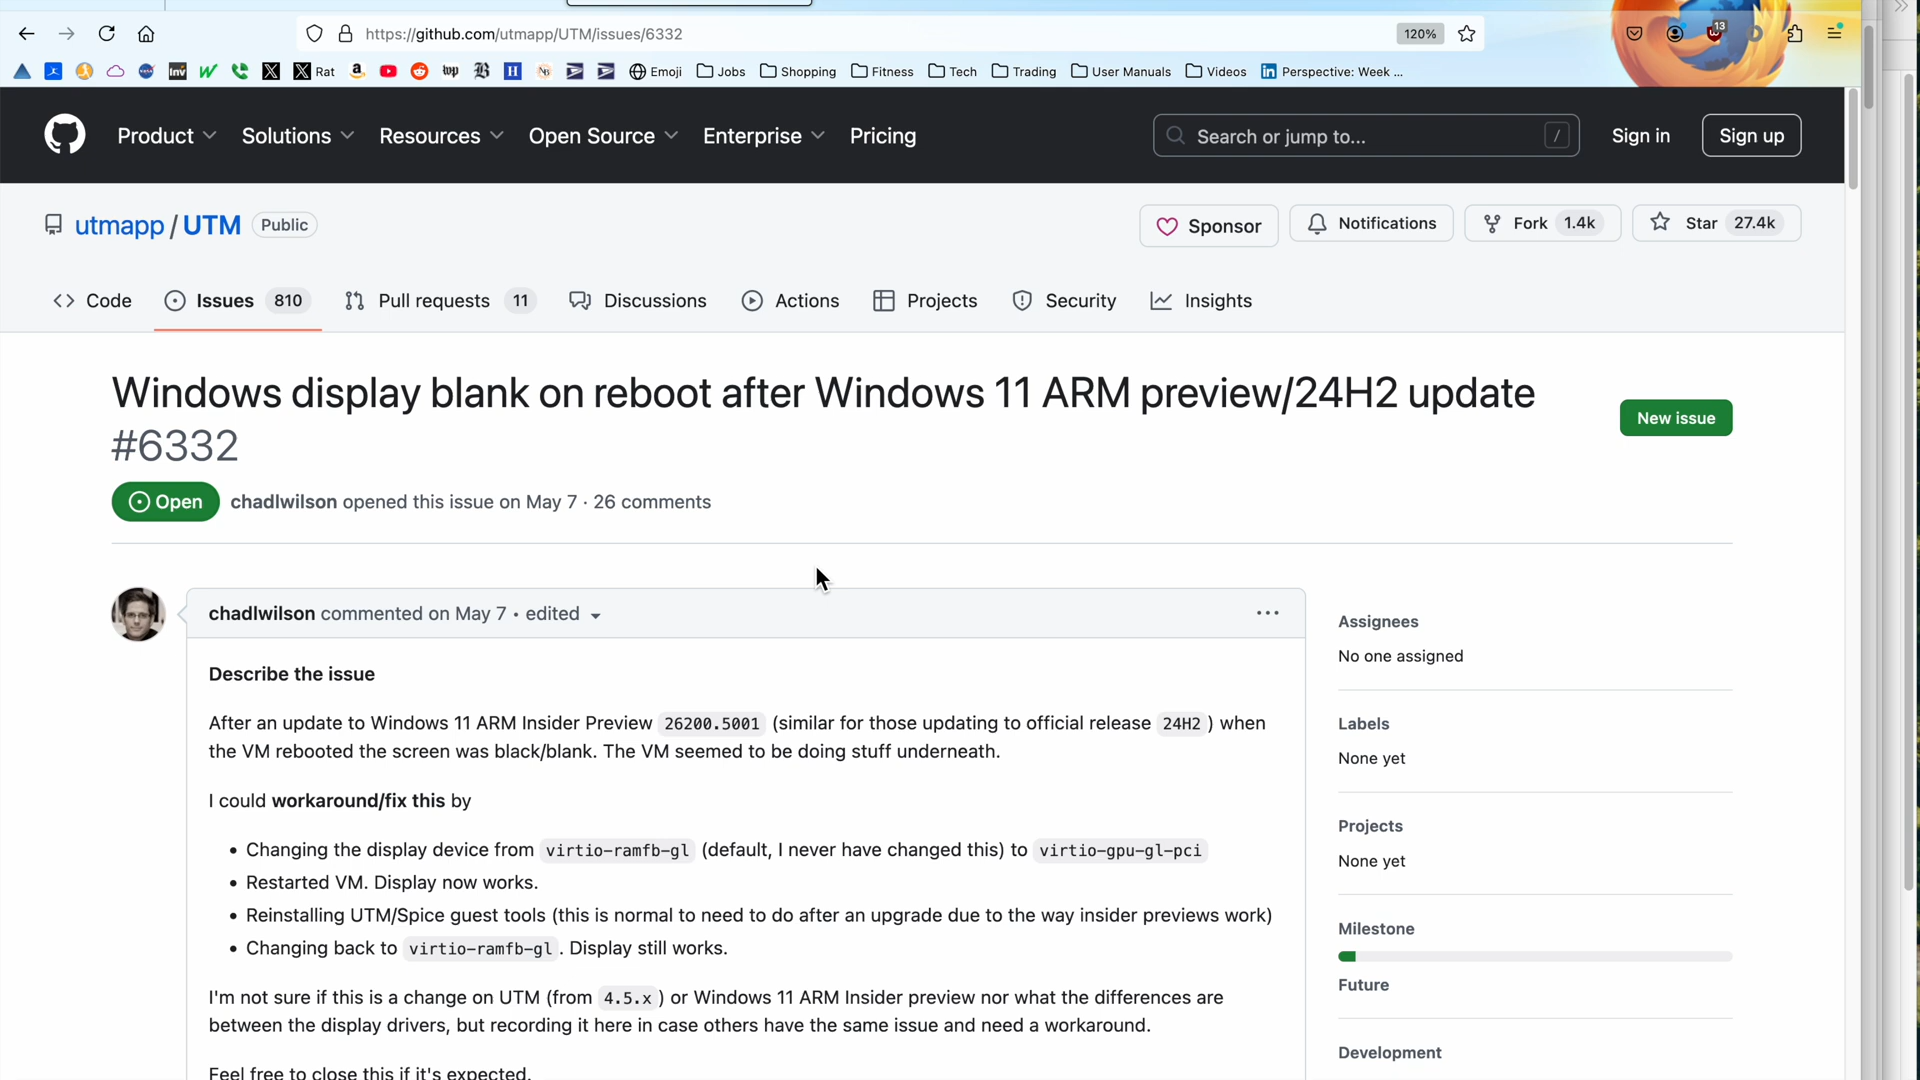 https://github.com/utmapp/UTM/issues/6332
120%
13
Inv
Rat
Emoji
Jobs
Shopping
Fitness
Tech
Trading
User Manuals
Videos
Perspective: Week ...
Product
Solutions
Resources
Open Source
Enterprise
Pricing
Search or jump to...
/
Sign in
Sign up
utmapp / UTM
Public
Sponsor
Notifications
Fork 1.4k
Star 27.4k
Code
Issues 810
Pull requests 11
Discussions
Actions
Projects
Security
Insights
Windows display blank on reboot after Windows 11 ARM preview/24H2 update
#6332
New issue
Open
chadlwilson opened this issue on May 7 · 26 comments
chadlwilson commented on May 7 • edited
Describe the issue
After an update to Windows 11 ARM Insider Preview 26200.5001 (similar for those updating to official release 24H2 ) when
the VM rebooted the screen was black/blank. The VM seemed to be doing stuff underneath.
I could workaround/fix this by
• Changing the display device from virtio-ramfb-gl (default, I never have changed this) to virtio-gpu-gl-pci
• Restarted VM. Display now works.
• Reinstalling UTM/Spice guest tools (this is normal to need to do after an upgrade due to the way insider previews work)
• Changing back to virtio-ramfb-gl . Display still works.
I'm not sure if this is a change on UTM (from 4.5.x ) or Windows 11 ARM Insider preview nor what the differences are
between the display drivers, but recording it here in case others have the same issue and need a workaround.
Feel free to close this if it's expected.
Assignees
No one assigned
Labels
None yet
Projects
None yet
Milestone
Future
Development